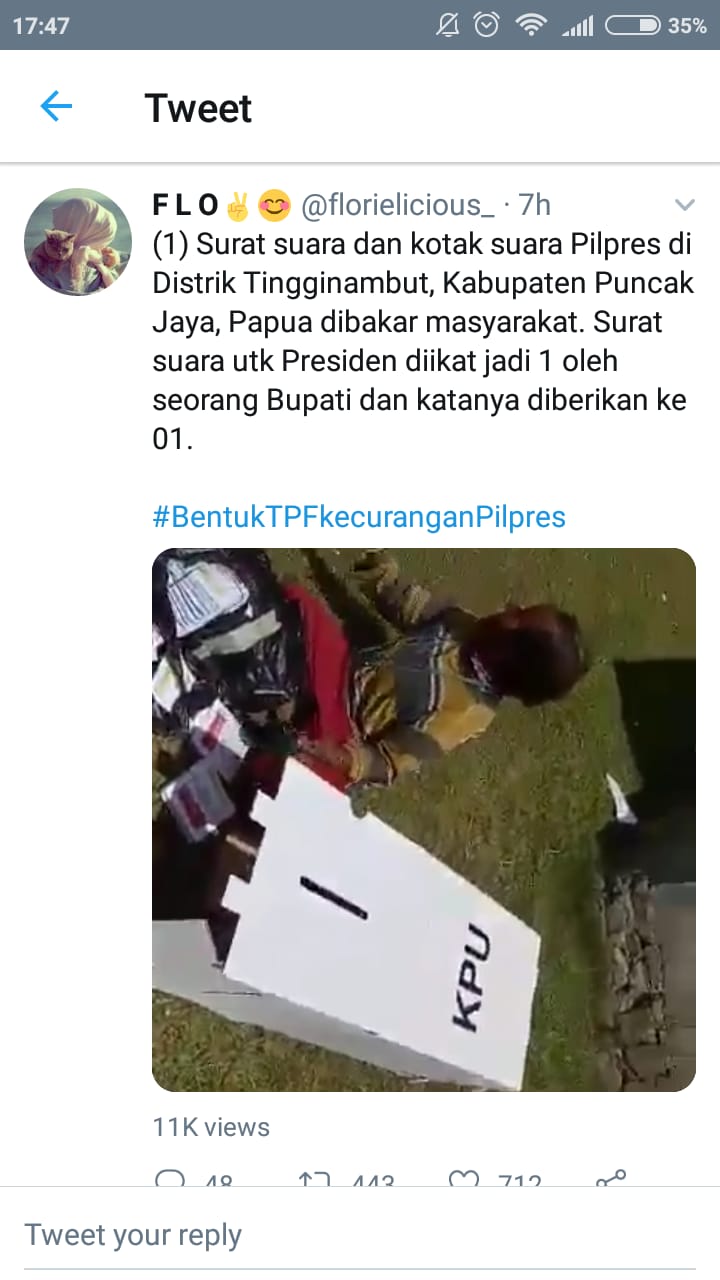 17:47 35%
Tweet
F L O✌😊 @florielicious_ · 7h
(1) Surat suara dan kotak suara Pilpres di
Distrik Tingginambut, Kabupaten Puncak
Jaya, Papua dibakar masyarakat. Surat
suara utk Presiden diikat jadi 1 oleh
seorang Bupati dan katanya diberikan ke
01.
#BentukTPFkecuranganPilpres
KPU
11K views
48 443 712
Tweet your reply